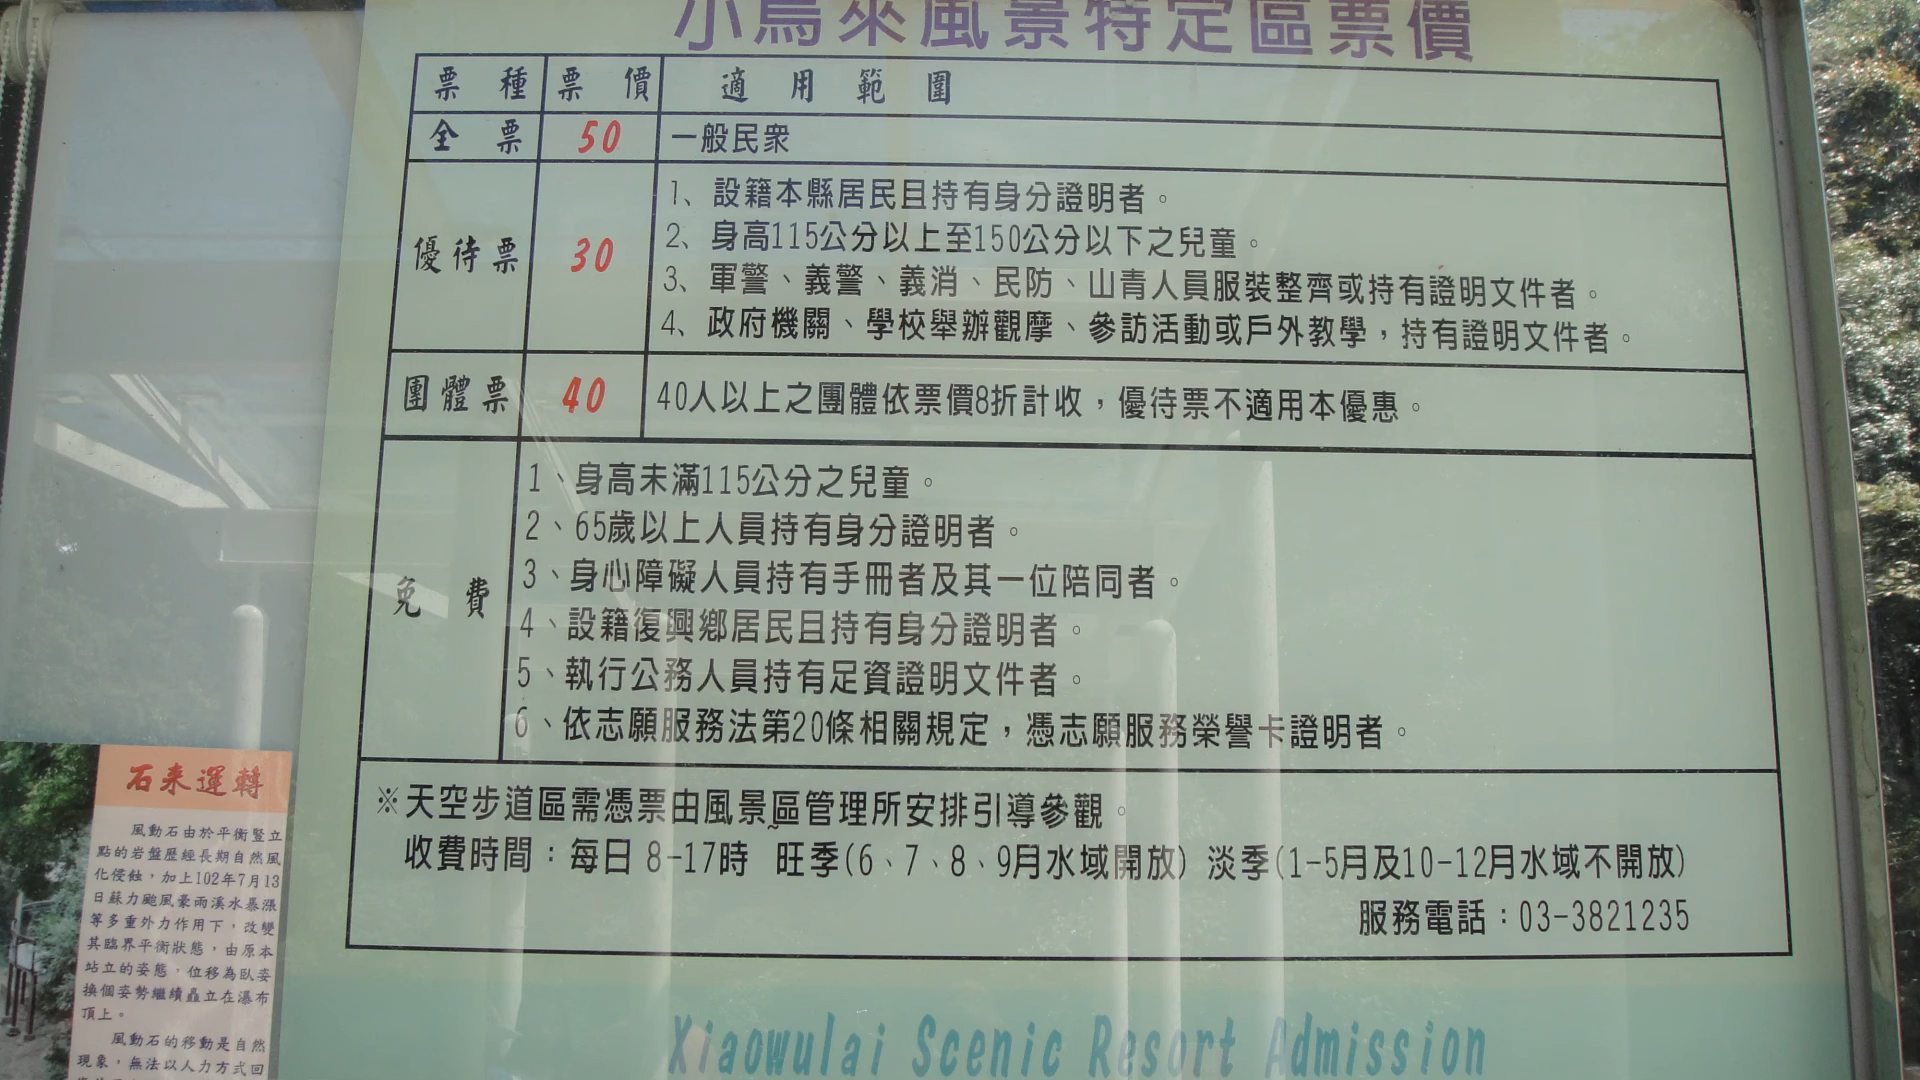 小烏來風景特定區票價
票種 票價 適用範圍
全票 50 一般民眾
優待票 30
1、設籍本縣居民且持有身分證明者。
2、身高115公分以上至150公分以下之兒童。
3、軍警、義警、義消、民防、山青人員服裝整齊或持有證明文件者。
4、政府機關、學校舉辦觀摩、參訪活動或戶外教學，持有證明文件者。
團體票 40 40人以上之團體依票價8折計收，優待票不適用本優惠。
免費
1、身高未滿115公分之兒童。
2、65歲以上人員持有身分證明者。
3、身心障礙人員持有手冊者及其一位陪同者。
4、設籍復興鄉居民且持有身分證明者。
5、執行公務人員持有足資證明文件者。
6、依志願服務法第20條相關規定，憑志願服務榮譽卡證明者。
※天空步道區需憑票由風景區管理所安排引導參觀。
收費時間：每日 8-17時 旺季(6、7、8、9月水域開放) 淡季(1-5月及10-12月水域不開放)
服務電話：03-3821235
Xiaowulai Scenic Resort Admission
石來運轉
風動石由於平衡豎立
點的岩盤歷經長期自然風
化侵蝕，加上102年7月13
日蘇力颱風豪雨溪水暴漲
等多重外力作用下，改變
其臨界平衡狀態，由原本
站立的姿態，位移為臥姿
換個姿勢繼續矗立在瀑布
頂上。
風動石的移動是自然
現象，無法以人力方式回